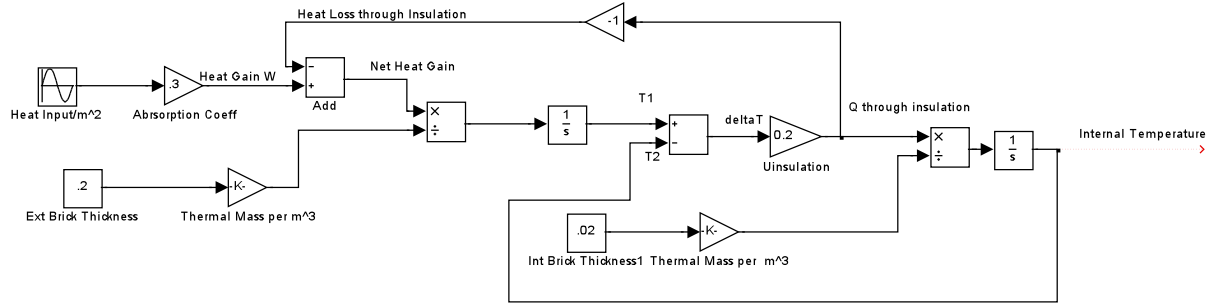 Heat Loss through Insulation
-1
Heat Gain W
Net Heat Gain
.3
−
+
Add
Heat Input/m^2
Abrsorption Coeff
×
÷
1
s
T1
T2
+
−
deltaT
0.2
Uinsulation
Q through insulation
×
÷
1
s
Internal Temperature
.2
-K-
Ext Brick Thickness
Thermal Mass per m^3
.02
-K-
Int Brick Thickness1
Thermal Mass per m^3